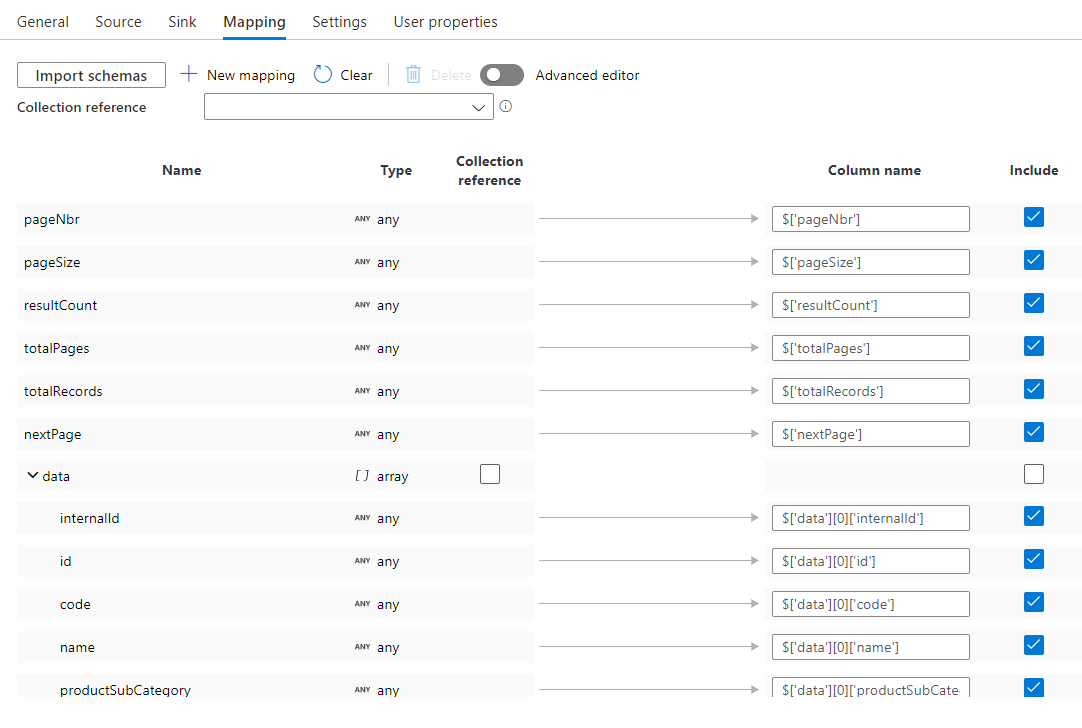 General Source Sink Mapping Settings User properties
Import schemas New mapping Clear Delete Advanced editor
Collection reference
Name Type Collection reference Column name Include
pageNbr ANY any $['pageNbr']
pageSize ANY any $['pageSize']
resultCount ANY any $['resultCount']
totalPages ANY any $['totalPages']
totalRecords ANY any $['totalRecords']
nextPage ANY any $['nextPage']
data [ ] array
internalId ANY any $['data'][0]['internalId']
id ANY any $['data'][0]['id']
code ANY any $['data'][0]['code']
name ANY any $['data'][0]['name']
productSubCategory ANY any $['data'][0]['productSubCate